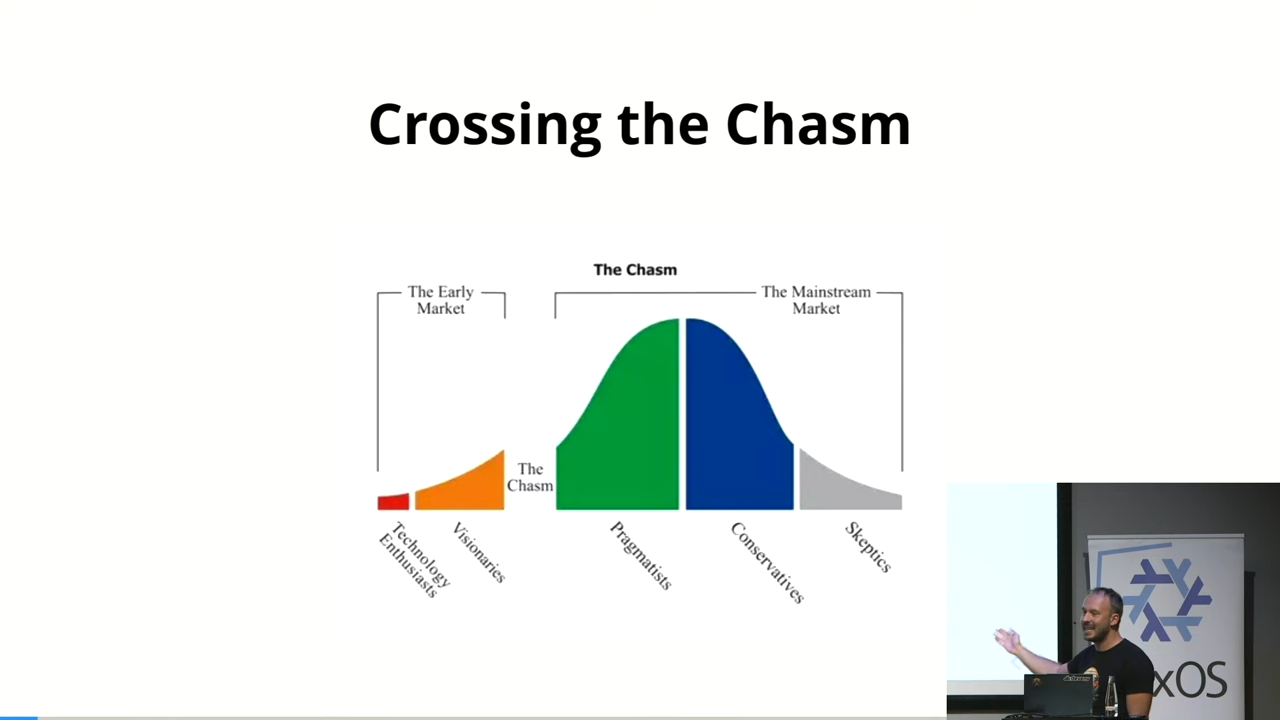 Crossing the Chasm
The Chasm
The Early
Market
The Mainstream
Market
The
Chasm
Technology
Enthusiasts
Visionaries
Pragmatists
Conservatives
Skeptics
xOS